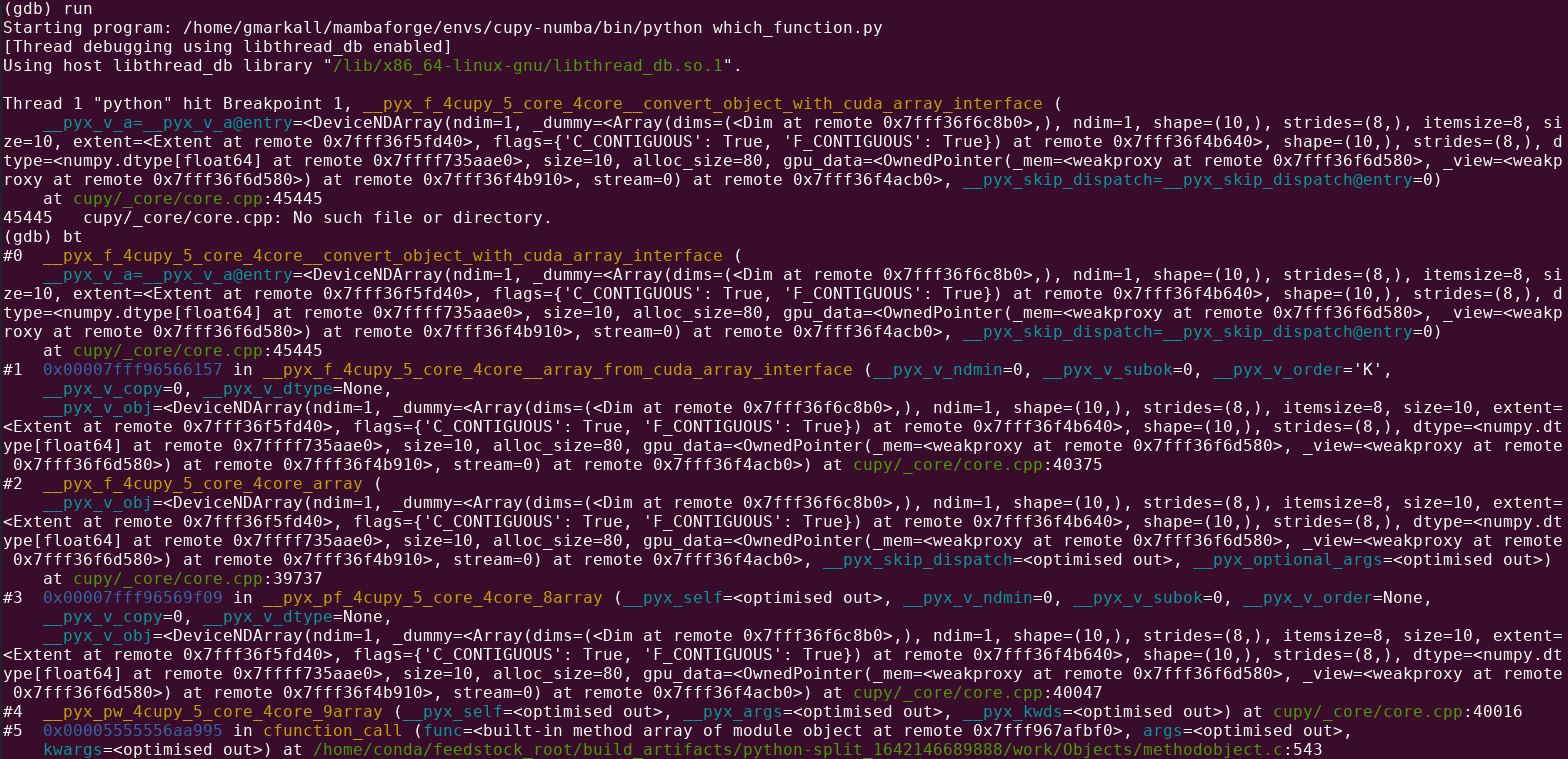 (gdb) run
Starting program: /home/gmarkall/mambaforge/envs/cupy-numba/bin/python which_function.py
[Thread debugging using libthread_db enabled]
Using host libthread_db library "/lib/x86_64-linux-gnu/libthread_db.so.1".

Thread 1 "python" hit Breakpoint 1, __pyx_f_4cupy_5_core_4core__convert_object_with_cuda_array_interface (
    __pyx_v_a=__pyx_v_a@entry=<DeviceNDArray(ndim=1, _dummy=<Array(dims=(<Dim at remote 0x7fff36f6c8b0>,), ndim=1, shape=(10,), strides=(8,), itemsize=8, si
ze=10, extent=<Extent at remote 0x7fff36f5fd40>, flags={'C_CONTIGUOUS': True, 'F_CONTIGUOUS': True}) at remote 0x7fff36f4b640>, shape=(10,), strides=(8,), d
type=<numpy.dtype[float64] at remote 0x7ffff735aae0>, size=10, alloc_size=80, gpu_data=<OwnedPointer(_mem=<weakproxy at remote 0x7fff36f6d580>, _view=<weakp
roxy at remote 0x7fff36f6d580>) at remote 0x7fff36f4b910>, stream=0) at remote 0x7fff36f4acb0>, __pyx_skip_dispatch=__pyx_skip_dispatch@entry=0)
    at cupy/_core/core.cpp:45445
45445   cupy/_core/core.cpp: No such file or directory.
(gdb) bt
#0  __pyx_f_4cupy_5_core_4core__convert_object_with_cuda_array_interface (
    __pyx_v_a=__pyx_v_a@entry=<DeviceNDArray(ndim=1, _dummy=<Array(dims=(<Dim at remote 0x7fff36f6c8b0>,), ndim=1, shape=(10,), strides=(8,), itemsize=8, si
ze=10, extent=<Extent at remote 0x7fff36f5fd40>, flags={'C_CONTIGUOUS': True, 'F_CONTIGUOUS': True}) at remote 0x7fff36f4b640>, shape=(10,), strides=(8,), d
type=<numpy.dtype[float64] at remote 0x7ffff735aae0>, size=10, alloc_size=80, gpu_data=<OwnedPointer(_mem=<weakproxy at remote 0x7fff36f6d580>, _view=<weakp
roxy at remote 0x7fff36f6d580>) at remote 0x7fff36f4b910>, stream=0) at remote 0x7fff36f4acb0>, __pyx_skip_dispatch=__pyx_skip_dispatch@entry=0)
    at cupy/_core/core.cpp:45445
#1  0x00007fff96566157 in __pyx_f_4cupy_5_core_4core__array_from_cuda_array_interface (__pyx_v_ndmin=0, __pyx_v_subok=0, __pyx_v_order='K',
    __pyx_v_copy=0, __pyx_v_dtype=None,
    __pyx_v_obj=<DeviceNDArray(ndim=1, _dummy=<Array(dims=(<Dim at remote 0x7fff36f6c8b0>,), ndim=1, shape=(10,), strides=(8,), itemsize=8, size=10, extent=
<Extent at remote 0x7fff36f5fd40>, flags={'C_CONTIGUOUS': True, 'F_CONTIGUOUS': True}) at remote 0x7fff36f4b640>, shape=(10,), strides=(8,), dtype=<numpy.dt
ype[float64] at remote 0x7ffff735aae0>, size=10, alloc_size=80, gpu_data=<OwnedPointer(_mem=<weakproxy at remote 0x7fff36f6d580>, _view=<weakproxy at remote
 0x7fff36f6d580>) at remote 0x7fff36f4b910>, stream=0) at remote 0x7fff36f4acb0>) at cupy/_core/core.cpp:40375
#2  __pyx_f_4cupy_5_core_4core_array (
    __pyx_v_obj=<DeviceNDArray(ndim=1, _dummy=<Array(dims=(<Dim at remote 0x7fff36f6c8b0>,), ndim=1, shape=(10,), strides=(8,), itemsize=8, size=10, extent=
<Extent at remote 0x7fff36f5fd40>, flags={'C_CONTIGUOUS': True, 'F_CONTIGUOUS': True}) at remote 0x7fff36f4b640>, shape=(10,), strides=(8,), dtype=<numpy.dt
ype[float64] at remote 0x7ffff735aae0>, size=10, alloc_size=80, gpu_data=<OwnedPointer(_mem=<weakproxy at remote 0x7fff36f6d580>, _view=<weakproxy at remote
 0x7fff36f6d580>) at remote 0x7fff36f4b910>, stream=0) at remote 0x7fff36f4acb0>, __pyx_skip_dispatch=<optimised out>, __pyx_optional_args=<optimised out>)
    at cupy/_core/core.cpp:39737
#3  0x00007fff96569f09 in __pyx_pf_4cupy_5_core_4core_8array (__pyx_self=<optimised out>, __pyx_v_ndmin=0, __pyx_v_subok=0, __pyx_v_order=None,
    __pyx_v_copy=0, __pyx_v_dtype=None,
    __pyx_v_obj=<DeviceNDArray(ndim=1, _dummy=<Array(dims=(<Dim at remote 0x7fff36f6c8b0>,), ndim=1, shape=(10,), strides=(8,), itemsize=8, size=10, extent=
<Extent at remote 0x7fff36f5fd40>, flags={'C_CONTIGUOUS': True, 'F_CONTIGUOUS': True}) at remote 0x7fff36f4b640>, shape=(10,), strides=(8,), dtype=<numpy.dt
ype[float64] at remote 0x7ffff735aae0>, size=10, alloc_size=80, gpu_data=<OwnedPointer(_mem=<weakproxy at remote 0x7fff36f6d580>, _view=<weakproxy at remote
 0x7fff36f6d580>) at remote 0x7fff36f4b910>, stream=0) at remote 0x7fff36f4acb0>) at cupy/_core/core.cpp:40047
#4  __pyx_pw_4cupy_5_core_4core_9array (__pyx_self=<optimised out>, __pyx_args=<optimised out>, __pyx_kwds=<optimised out>) at cupy/_core/core.cpp:40016
#5  0x00005555556aa995 in cfunction_call (func=<built-in method array of module object at remote 0x7fff967afbf0>, args=<optimised out>,
    kwargs=<optimised out>) at /home/conda/feedstock_root/build_artifacts/python-split_1642146689888/work/Objects/methodobject.c:543